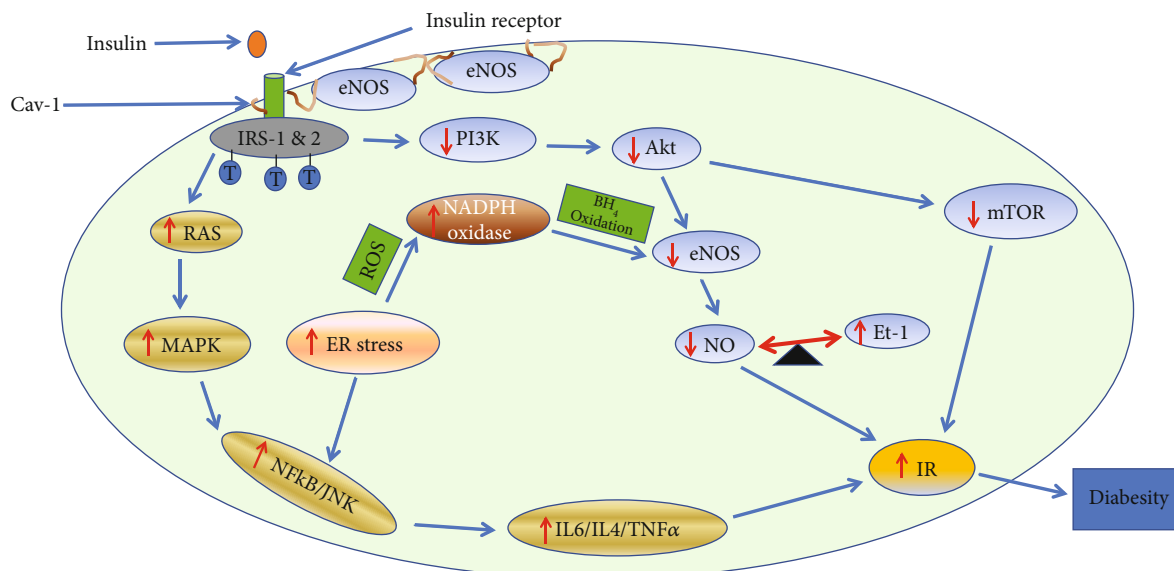 Insulin receptor
Insulin
eNOS
eNOS
Cav-1
IRS-1 & 2
PI3K
Akt
T
T
T
NADPH
oxidase
BH4
Oxidation
mTOR
RAS
eNOS
ROS
MAPK
ER stress
NO
Et-1
NFkB/JNK
IR
Diabesity
IL6/IL4/TNFα